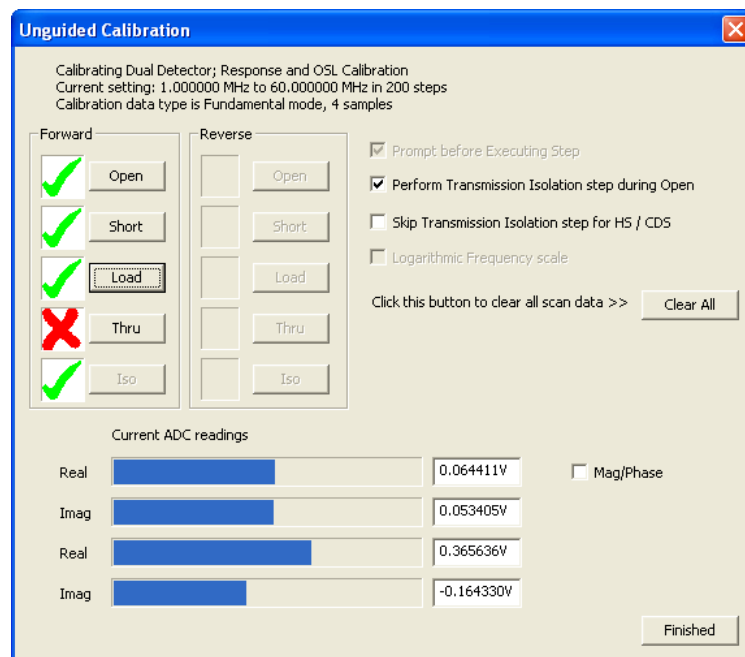 Unguided Calibration
Calibrating Dual Detector; Response and OSL Calibration
Current setting: 1.000000 MHz to 60.000000 MHz in 200 steps
Calibration data type is Fundamental mode, 4 samples
Forward
Open
Short
Load
Thru
Iso
Reverse
Open
Short
Load
Thru
Iso
Prompt before Executing Step
Perform Transmission Isolation step during Open
Skip Transmission Isolation step for HS / CDS
Logarithmic Frequency scale
Click this button to clear all scan data >>
Clear All
Current ADC readings
Real
0.064411V
Mag/Phase
Imag
0.053405V
Real
0.365636V
Imag
-0.164330V
Finished